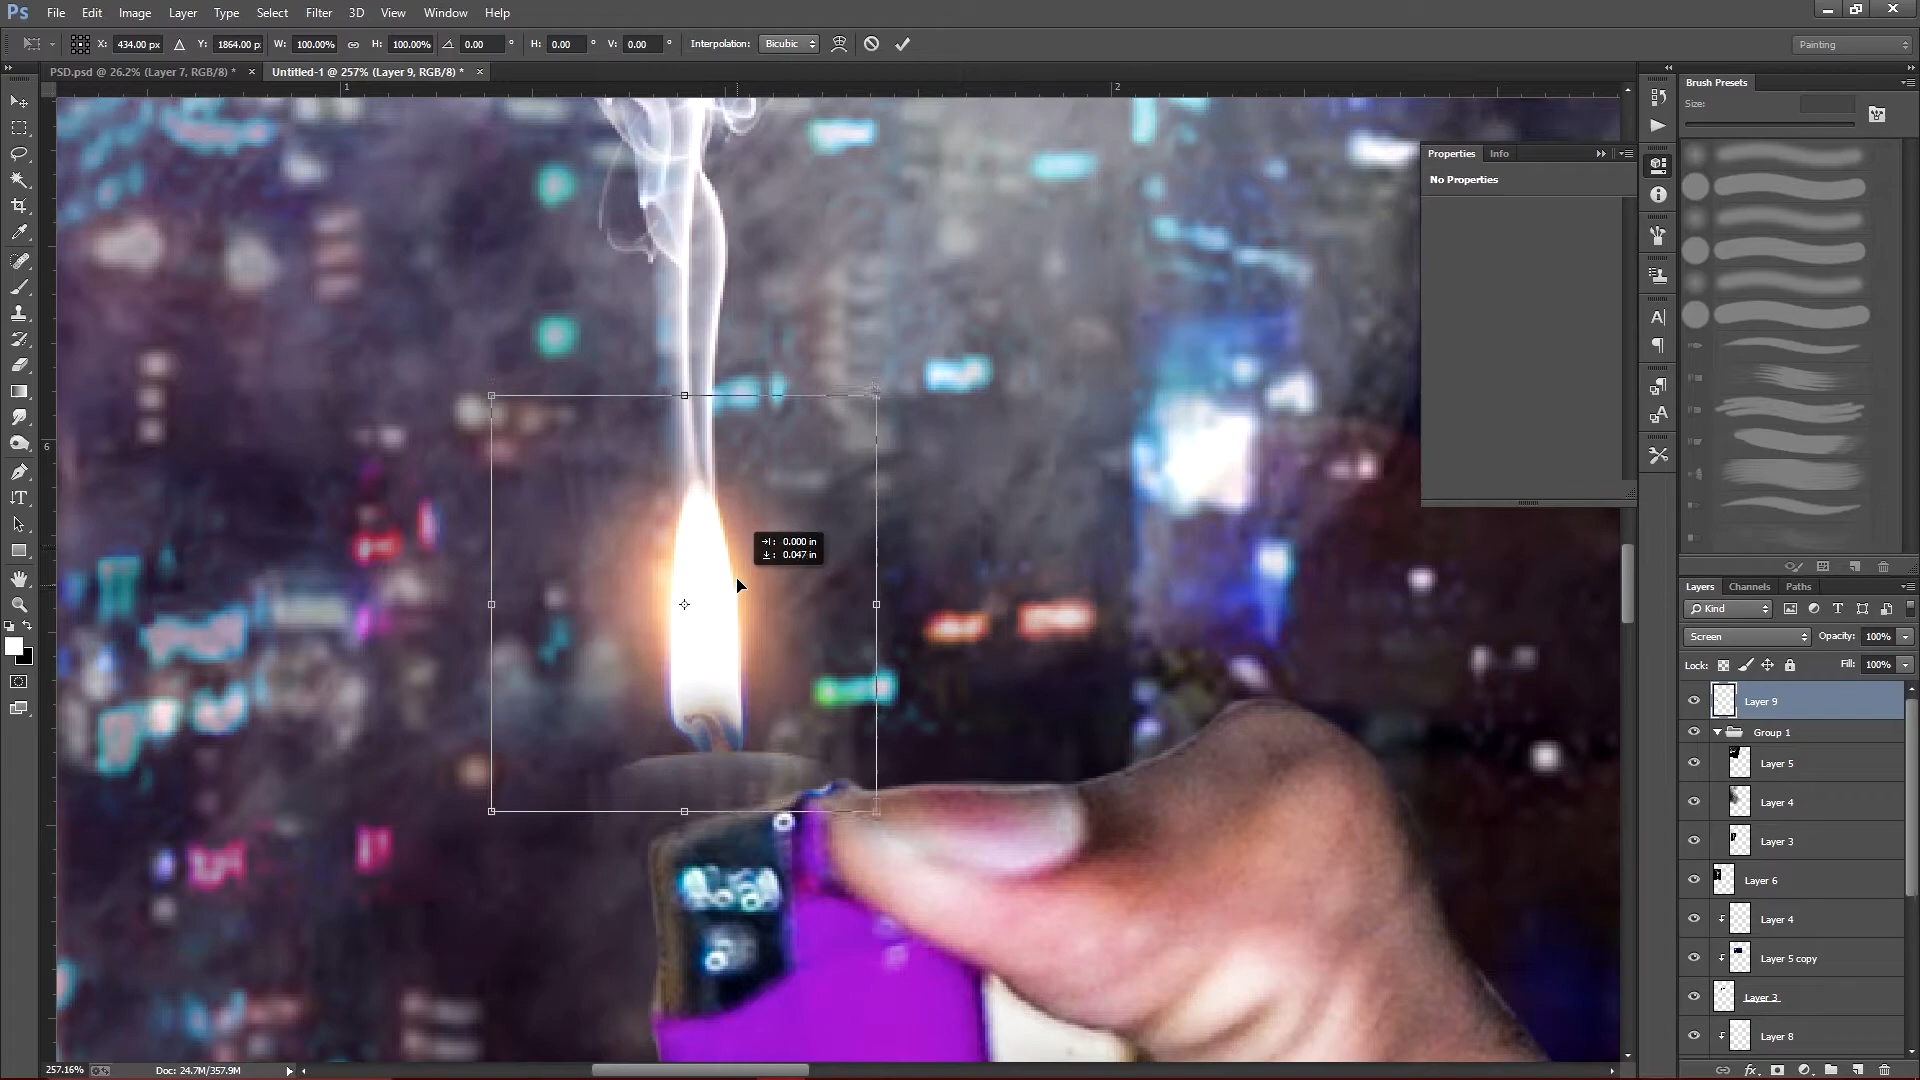 Ps File Edit Image Layer Type Select Filter 3D View Window Help
X: 434.00 px Y: 1864.00 p: W: 100.00% H: 100.00% 0.00 ° H: 0.00 ° V: 0.00 ° Interpolation: Bicubic Painting
PSD.psd @ 26.2% (Layer 7, RGB/8) * × Untitled-1 @ 257% (Layer 9, RGB/8) * ×
1 2
6
Brush Presets
Size:
Properties Info
No Properties
0.000 in
0.047 in
Layers Channels Paths
Kind
Screen Opacity: 100%
Lock: Fill: 100%
Layer 9
Group 1
Layer 5
Layer 4
Layer 3
Layer 6
Layer 4
Layer 5 copy
Layer 3
Layer 8
257.16% Doc: 24.7M/357.9M